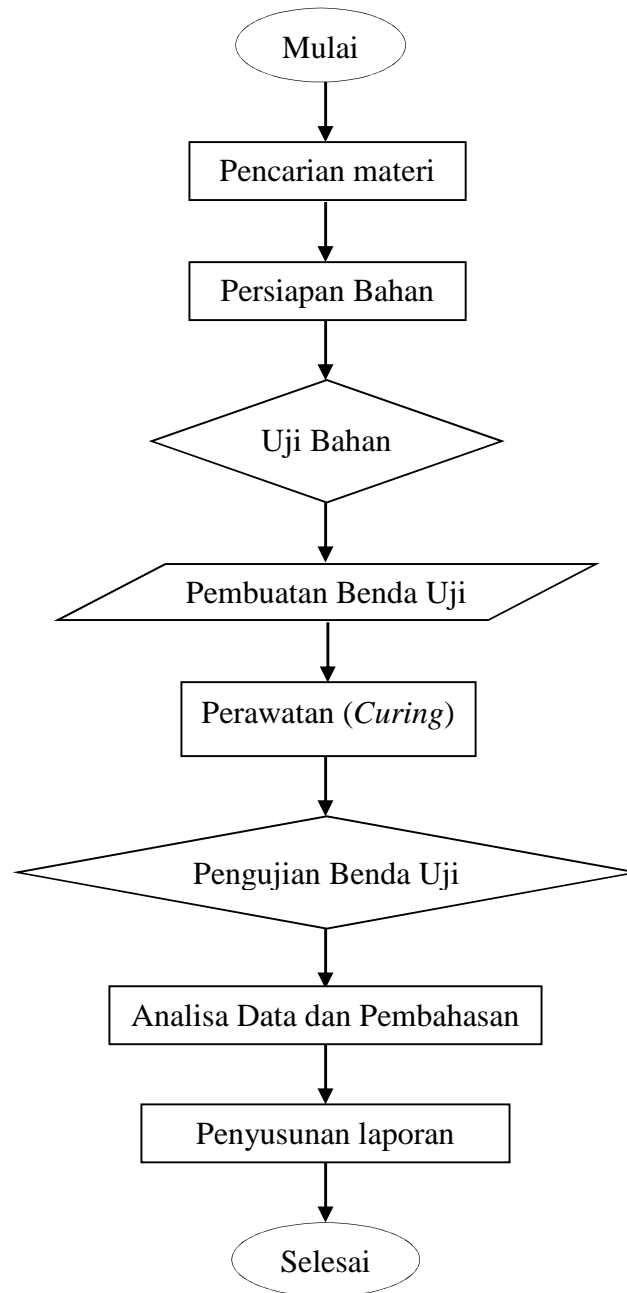 Mulai
Pencarian materi
Persiapan Bahan
Uji Bahan
Pembuatan Benda Uji
Perawatan (Curing)
Pengujian Benda Uji
Analisa Data dan Pembahasan
Penyusunan laporan
Selesai